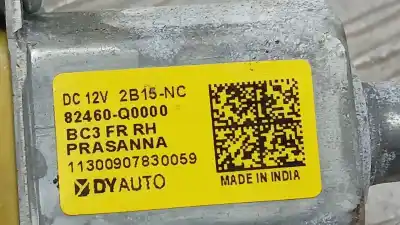 DC 12V 2B15-NC
82460-Q0000
BC3 FR RH
PRASANNA
11300907830059
DYAUTO
MADE IN INDIA